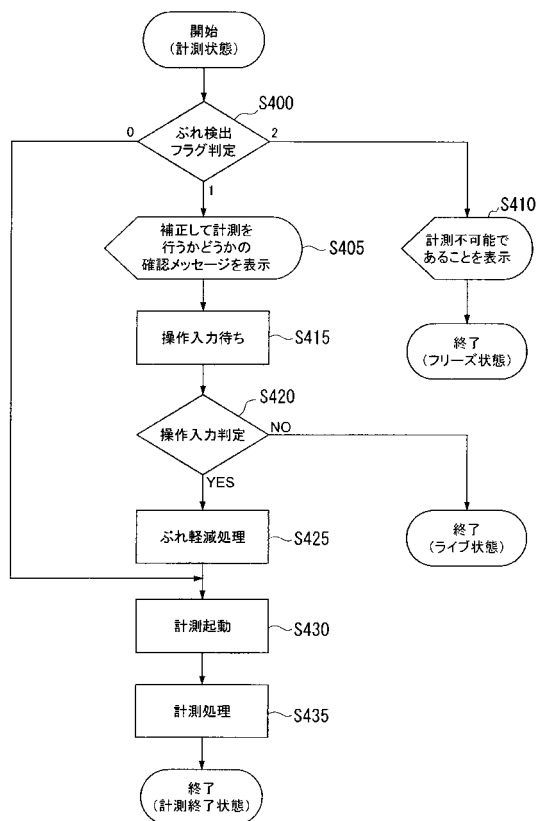 開始
(計測状態)
S400
0
ぶれ検出
フラグ判定
2
1
S410
補正して計測を
行うかどうかの
確認メッセージを表示
S405
計測不可能で
あることを表示
操作入力待ち
S415
終了
(フリーズ状態)
S420
操作入力判定
NO
YES
ぶれ軽減処理
S425
終了
(ライブ状態)
計測起動
S430
計測処理
S435
終了
(計測終了状態)